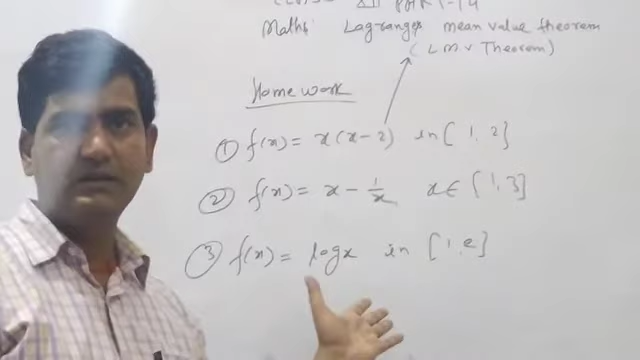 Maths Lagranges mean value theorem
(LMV Theorem)
Homework
① f(x) = x(x-2) in [1, 2]
② f(x) = x - 1/x x ∈ [1, 3]
③ f(x) = log x in [1, e]